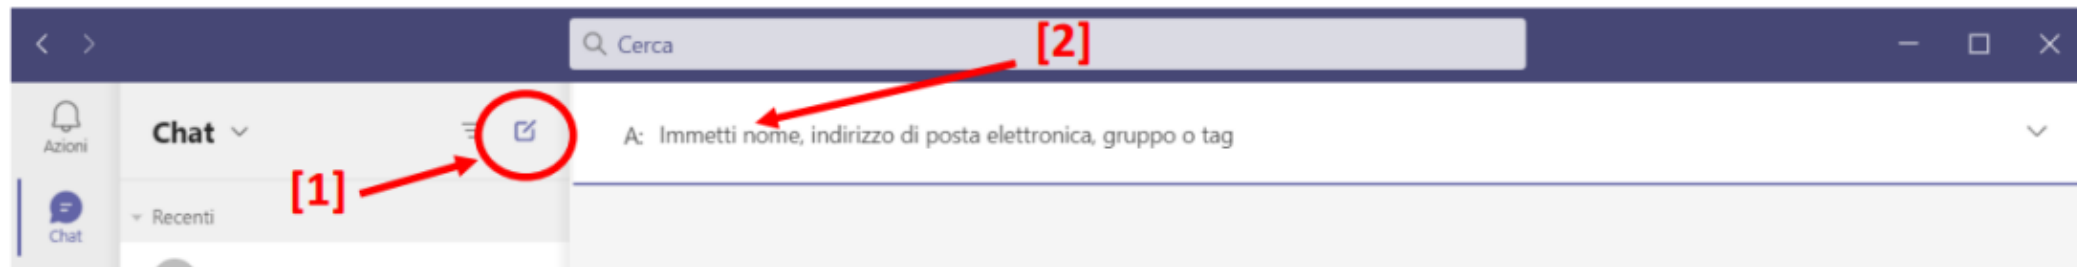 Cerca
[2]
Azioni
Chat
A: Immetti nome, indirizzo di posta elettronica, gruppo o tag
[1]
Chat
Recenti